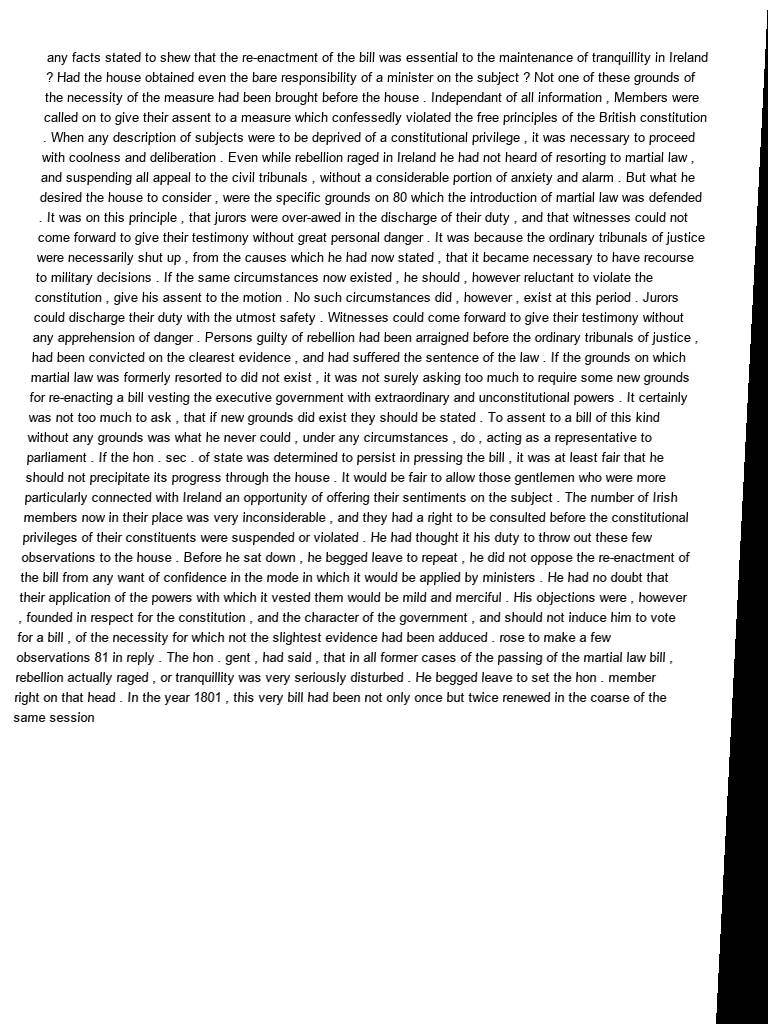 any facts stated to shew that the re-enactment of the bill was essential to the maintenance of tranquillity in Ireland
? Had the house obtained even the bare responsibility of a minister on the subject ? Not one of these grounds of
the necessity of the measure had been brought before the house . Independant of all information , Members were
called on to give their assent to a measure which confessedly violated the free principles of the British constitution
. When any description of subjects were to be deprived of a constitutional privilege , it was necessary to proceed
with coolness and deliberation . Even while rebellion raged in Ireland he had not heard of resorting to martial law ,
and suspending all appeal to the civil tribunals , without a considerable portion of anxiety and alarm . But what he
desired the house to consider , were the specific grounds on 80 which the introduction of martial law was defended
. It was on this principle , that jurors were over-awed in the discharge of their duty , and that witnesses could not
come forward to give their testimony without great personal danger . It was because the ordinary tribunals of justice
were necessarily shut up , from the causes which he had now stated , that it became necessary to have recourse
to military decisions . If the same circumstances now existed , he should , however reluctant to violate the
constitution , give his assent to the motion . No such circumstances did , however , exist at this period . Jurors
could discharge their duty with the utmost safety . Witnesses could come forward to give their testimony without
any apprehension of danger . Persons guilty of rebellion had been arraigned before the ordinary tribunals of justice ,
had been convicted on the clearest evidence , and had suffered the sentence of the law . If the grounds on which
martial law was formerly resorted to did not exist , it was not surely asking too much to require some new grounds
for re-enacting a bill vesting the executive government with extraordinary and unconstitutional powers . It certainly
was not too much to ask , that if new grounds did exist they should be stated . To assent to a bill of this kind
without any grounds was what he never could , under any circumstances , do , acting as a representative to
parliament . If the hon . sec . of state was determined to persist in pressing the bill , it was at least fair that he
should not precipitate its progress through the house . It would be fair to allow those gentlemen who were more
particularly connected with Ireland an opportunity of offering their sentiments on the subject . The number of Irish
members now in their place was very inconsiderable , and they had a right to be consulted before the constitutional
privileges of their constituents were suspended or violated . He had thought it his duty to throw out these few
observations to the house . Before he sat down , he begged leave to repeat , he did not oppose the re-enactment of
the bill from any want of confidence in the mode in which it would be applied by ministers . He had no doubt that
their application of the powers with which it vested them would be mild and merciful . His objections were , however
, founded in respect for the constitution , and the character of the government , and should not induce him to vote
for a bill , of the necessity for which not the slightest evidence had been adduced . rose to make a few
observations 81 in reply . The hon . gent , had said , that in all former cases of the passing of the martial law bill ,
rebellion actually raged , or tranquillity was very seriously disturbed . He begged leave to set the hon . member
right on that head . In the year 1801 , this very bill had been not only once but twice renewed in the coarse of the
same session